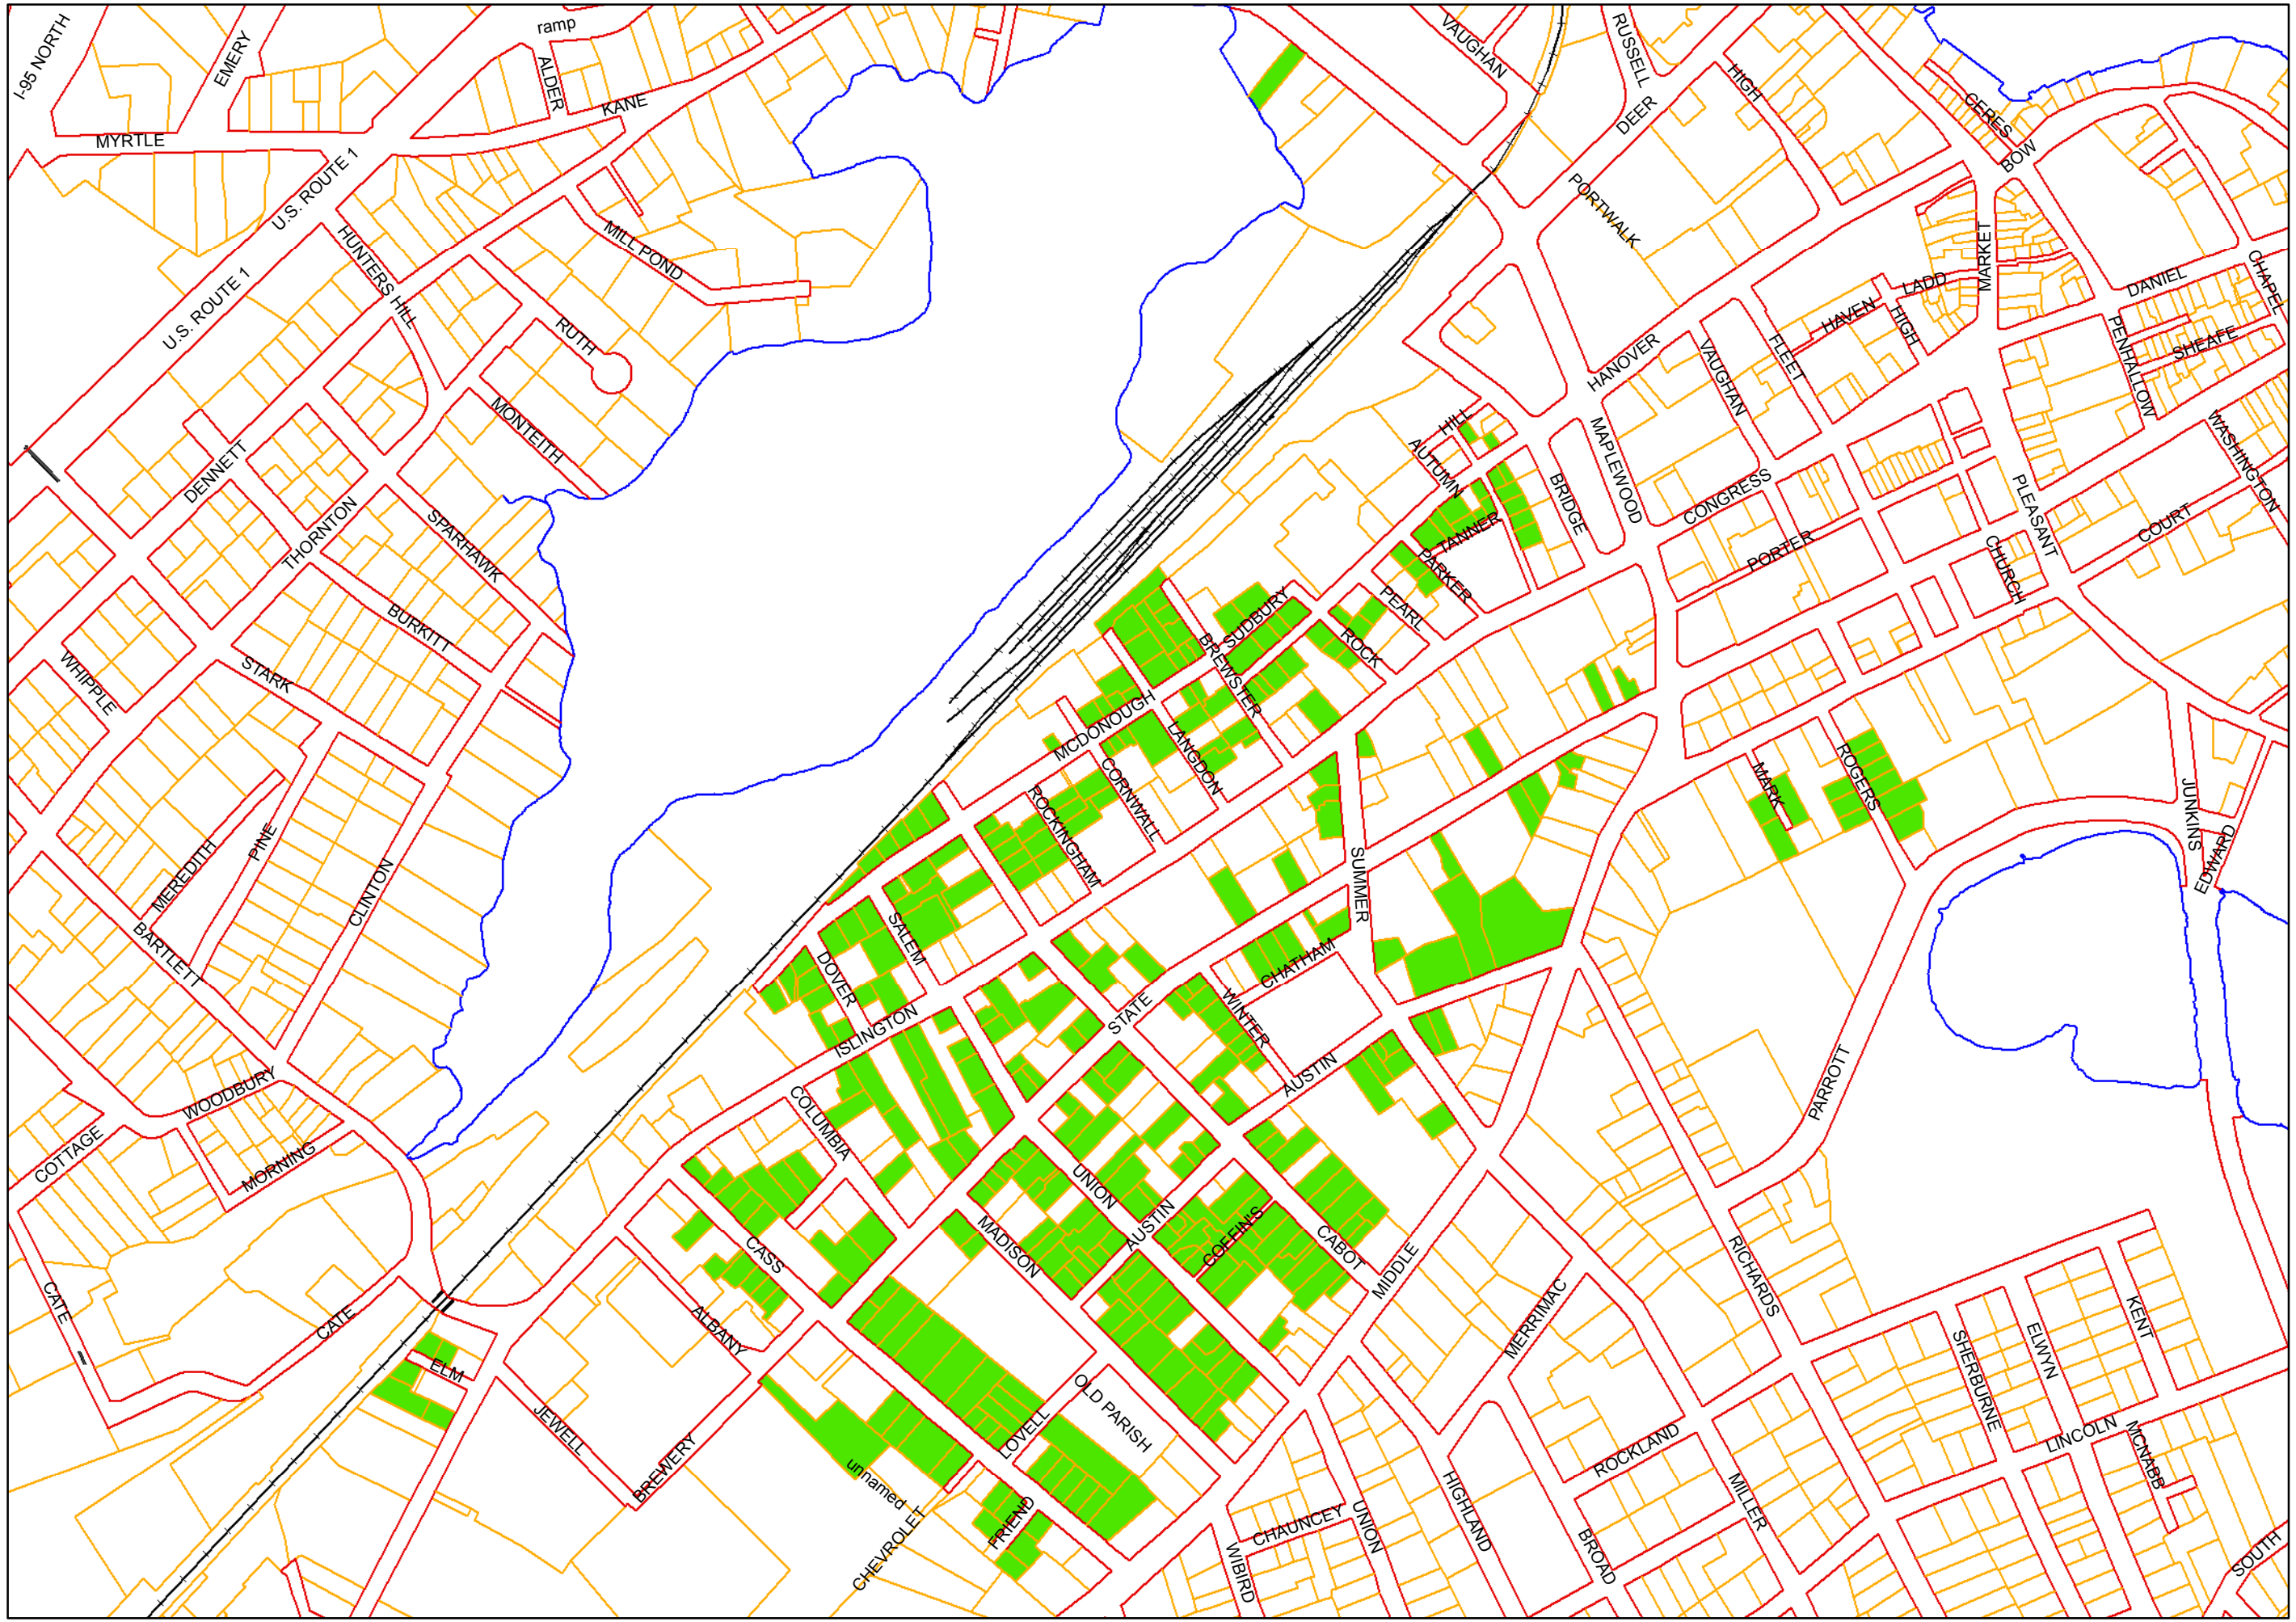 I-95 NORTH
EMERY
ramp
ALDER
KANE
MYRTLE
U.S. ROUTE 1
U.S. ROUTE 1
HUNTERS HILL
MILL POND
RUTH
MONTEITH
DENNETT
THORNTON
SPARHAWK
BURKITT
STARK
WHIPPLE
MEREDITH
PINE
CLINTON
BARTLETT
WOODBURY
COTTAGE
MORNING
CATE
CATE
ELM
JEWELL
BREWERY
ALBANY
CASS
COLUMBIA
ISLINGTON
DOVER
SALEM
ROCKINGHAM
CORNWALL
MCDONOUGH
LANGDON
BREWSTER
SUDBURY
ROCK
PEARL
PARKER
TANNER
AUTUMN
HILL
BRIDGE
MAPLEWOOD
HANOVER
VAUGHAN
RUSSELL
DEER
HIGH
PORTWALK
CERES
BOW
MARKET
LADD
HAVEN
HIGH
FLEET
VAUGHAN
DANIEL
CHAPEL
PENHALLOW
SHEAFE
WASHINGTON
COURT
PLEASANT
CHURCH
CONGRESS
PORTER
MARK
ROGERS
JUNKINS
EDWARD
PARROTT
SUMMER
CHATHAM
WINTER
STATE
AUSTIN
UNION
AUSTIN
COFFIN'S
CABOT
MIDDLE
MADISON
OLD PARISH
LOVELL
FRIEND
unnamed
CHEVROLET
CHAUNCEY
WIBIRD
UNION
HIGHLAND
MERRIMAC
RICHARDS
ROCKLAND
BROAD
MILLER
SHERBURNE
ELWYN
KENT
LINCOLN
MCNABB
SOUTH